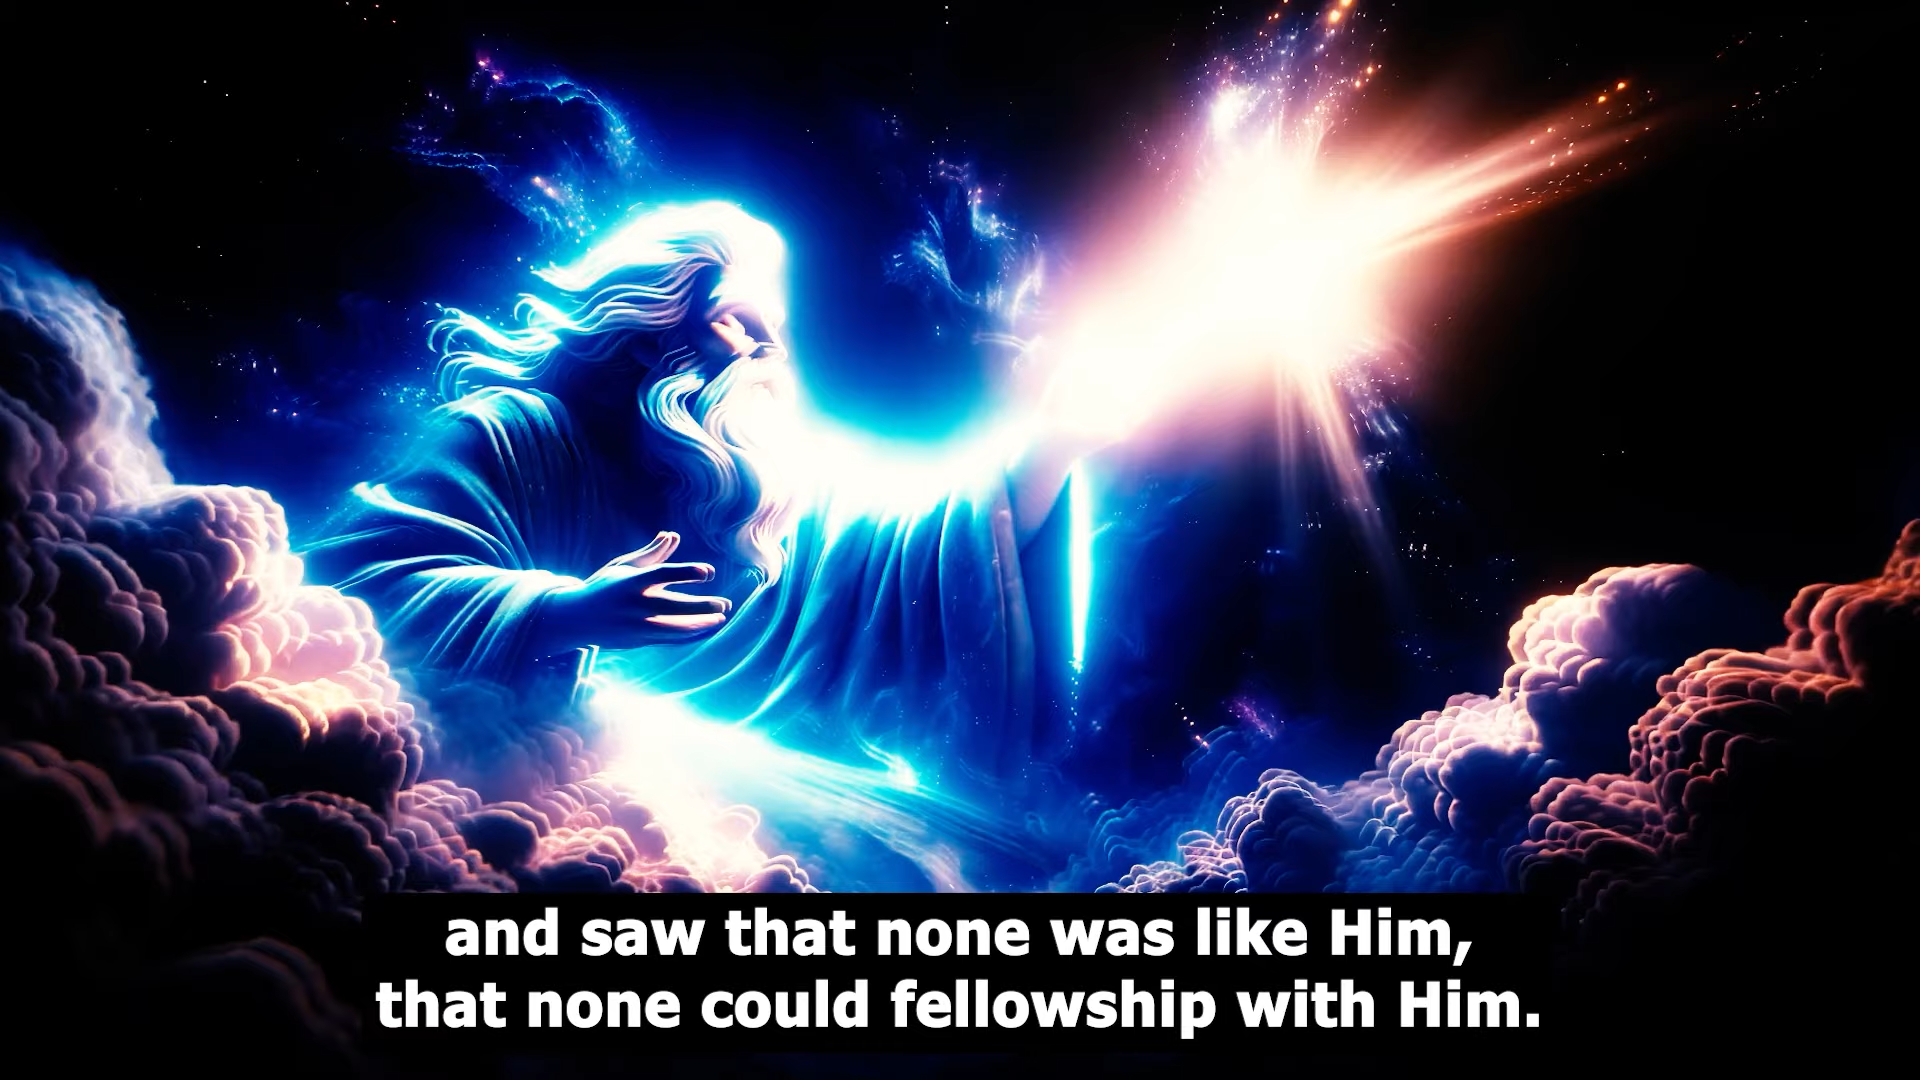 and saw that none was like Him,
that none could fellowship with Him.